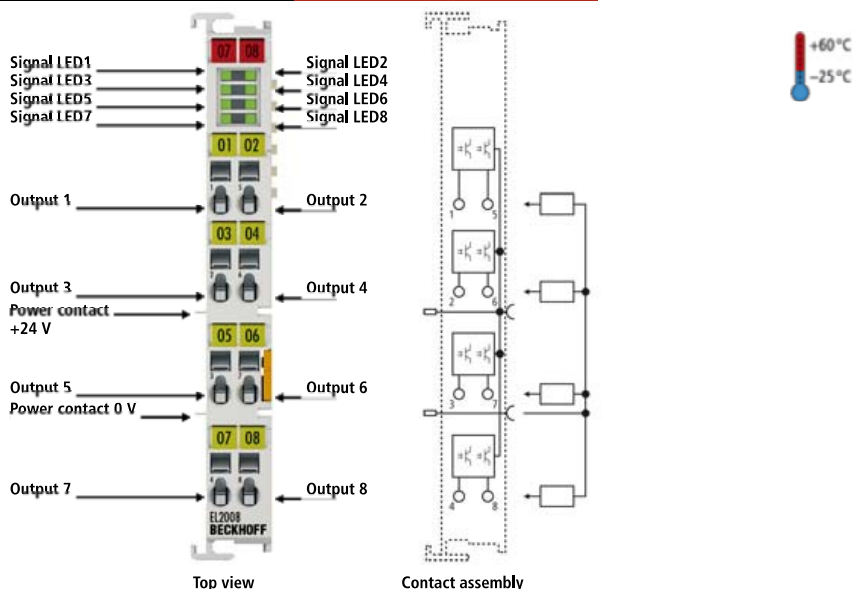 07 08
Signal LED1
Signal LED2
Signal LED3
Signal LED4
Signal LED5
Signal LED6
Signal LED7
Signal LED8
01 02
Output 1
Output 2
03 04
Output 3
Output 4
Power contact
+24 V
05 06
Output 5
Output 6
Power contact 0 V
07 08
Output 7
Output 8
EL2008
BECKHOFF
Top view
1 5
2 6
3 7
4 8
Contact assembly
+60°C
–25°C